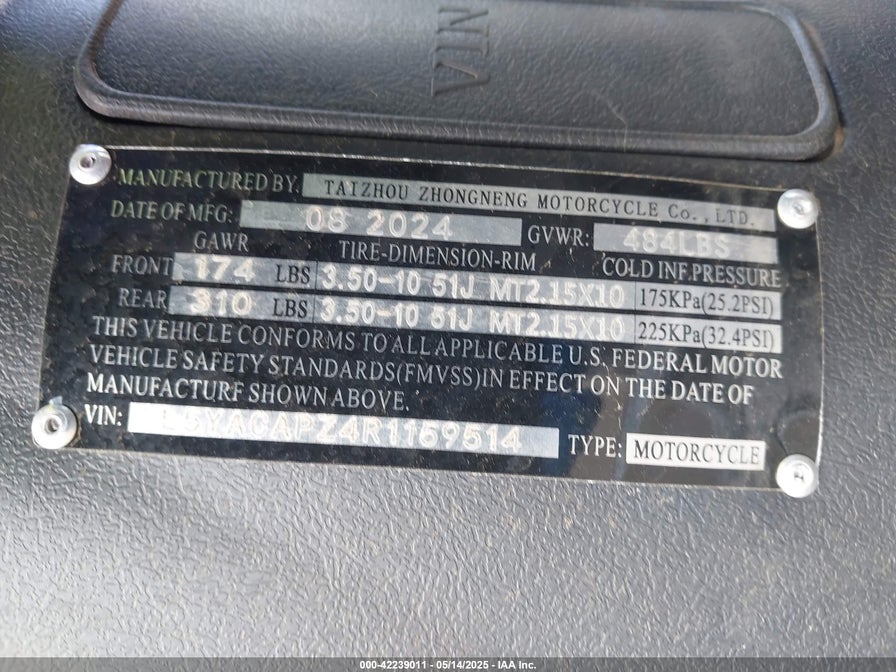 VIN
MANUFACTURED BY: TAIZHOU ZHONGNENG MOTORCYCLE Co., LTD.
DATE OF MFG: 08 2024 GVWR: 484LBS
GAWR TIRE-DIMENSION-RIM COLD INF.PRESSURE
FRONT 174 LBS 3.50-10 51J MT2.15X10 175KPa(25.2PSI)
REAR 310 LBS 3.50-10 51J MT2.15X10 225KPa(32.4PSI)
THIS VEHICLE CONFORMS TO ALL APPLICABLE U.S. FEDERAL MOTOR
VEHICLE SAFETY STANDARDS(FMVSS)IN EFFECT ON THE DATE OF
MANUFACTURF SHOWN ABOVE.
VIN: L5YACAPZ4R1169514 TYPE: MOTORCYCLE
000-42239011 — 05/14/2025 — IAA Inc.